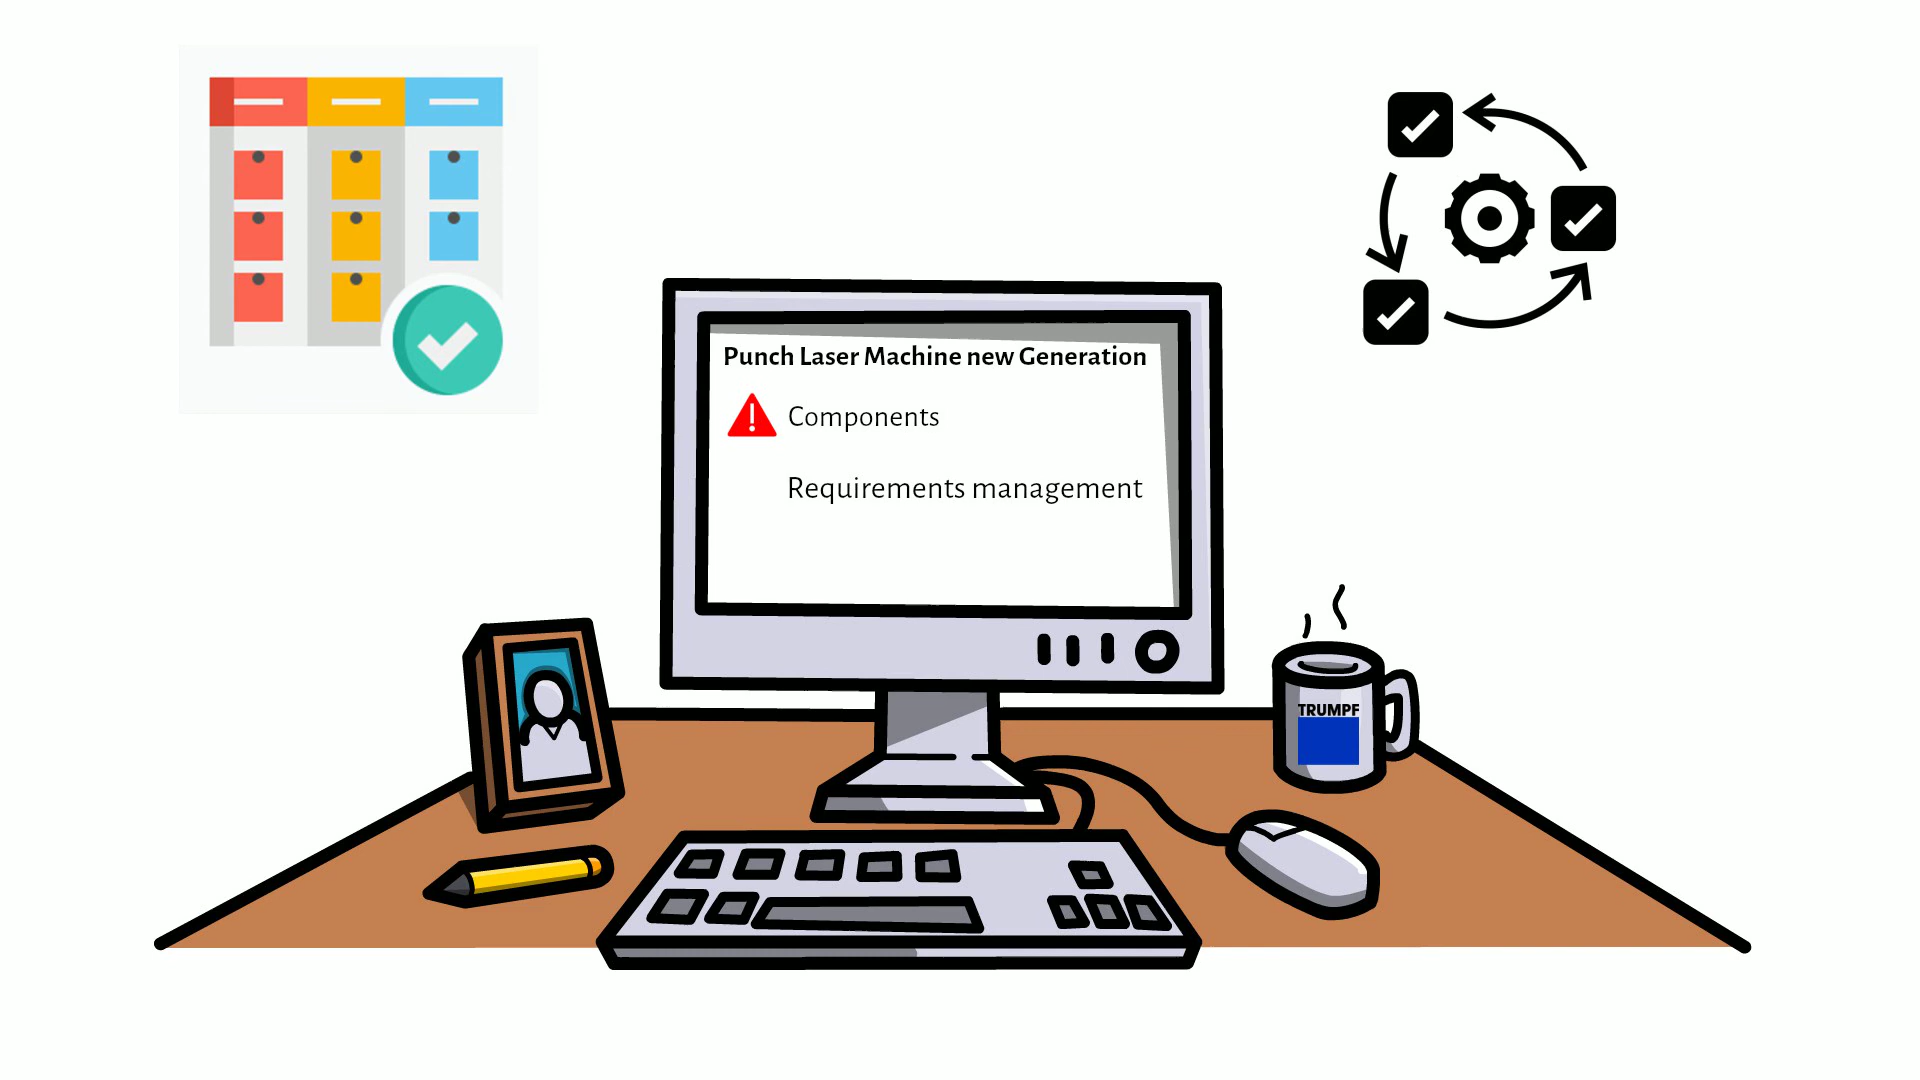 Punch Laser Machine new Generation
Components
Requirements management
TRUMPF